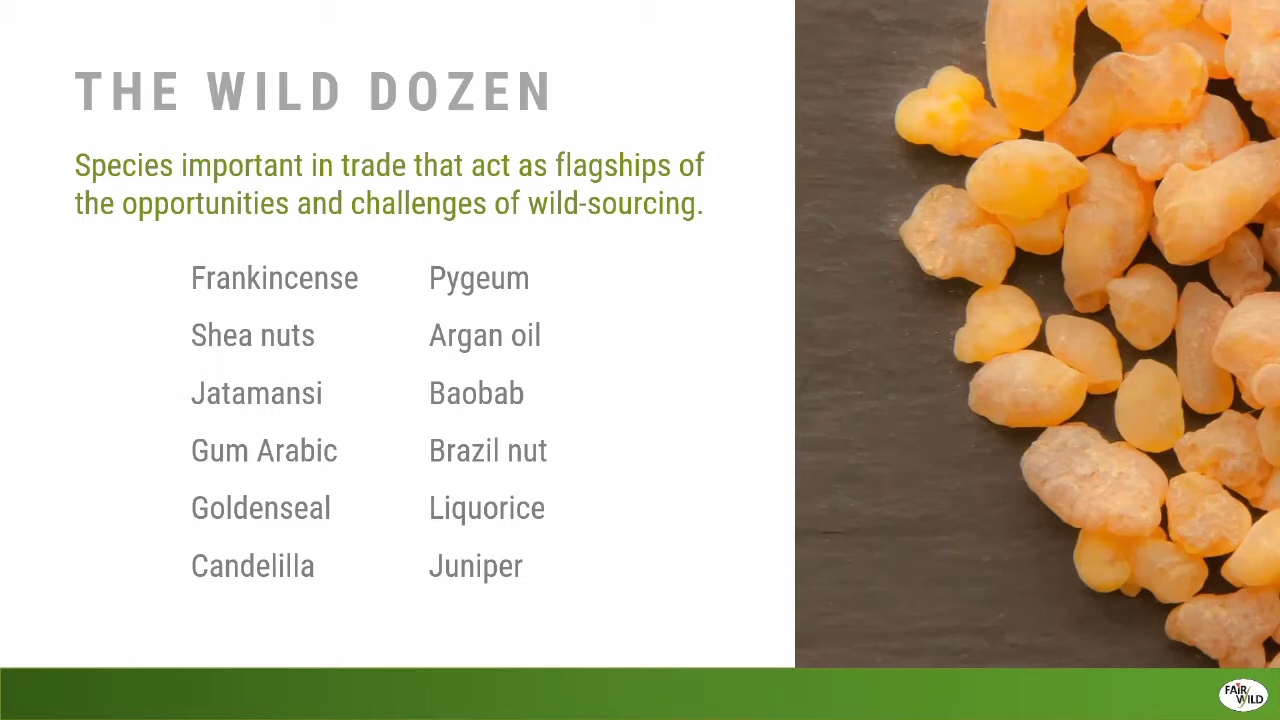 THE WILD DOZEN
Species important in trade that act as flagships of
the opportunities and challenges of wild-sourcing.
Frankincense
Shea nuts
Jatamansi
Gum Arabic
Goldenseal
Candelilla
Pygeum
Argan oil
Baobab
Brazil nut
Liquorice
Juniper
FAIR
WILD